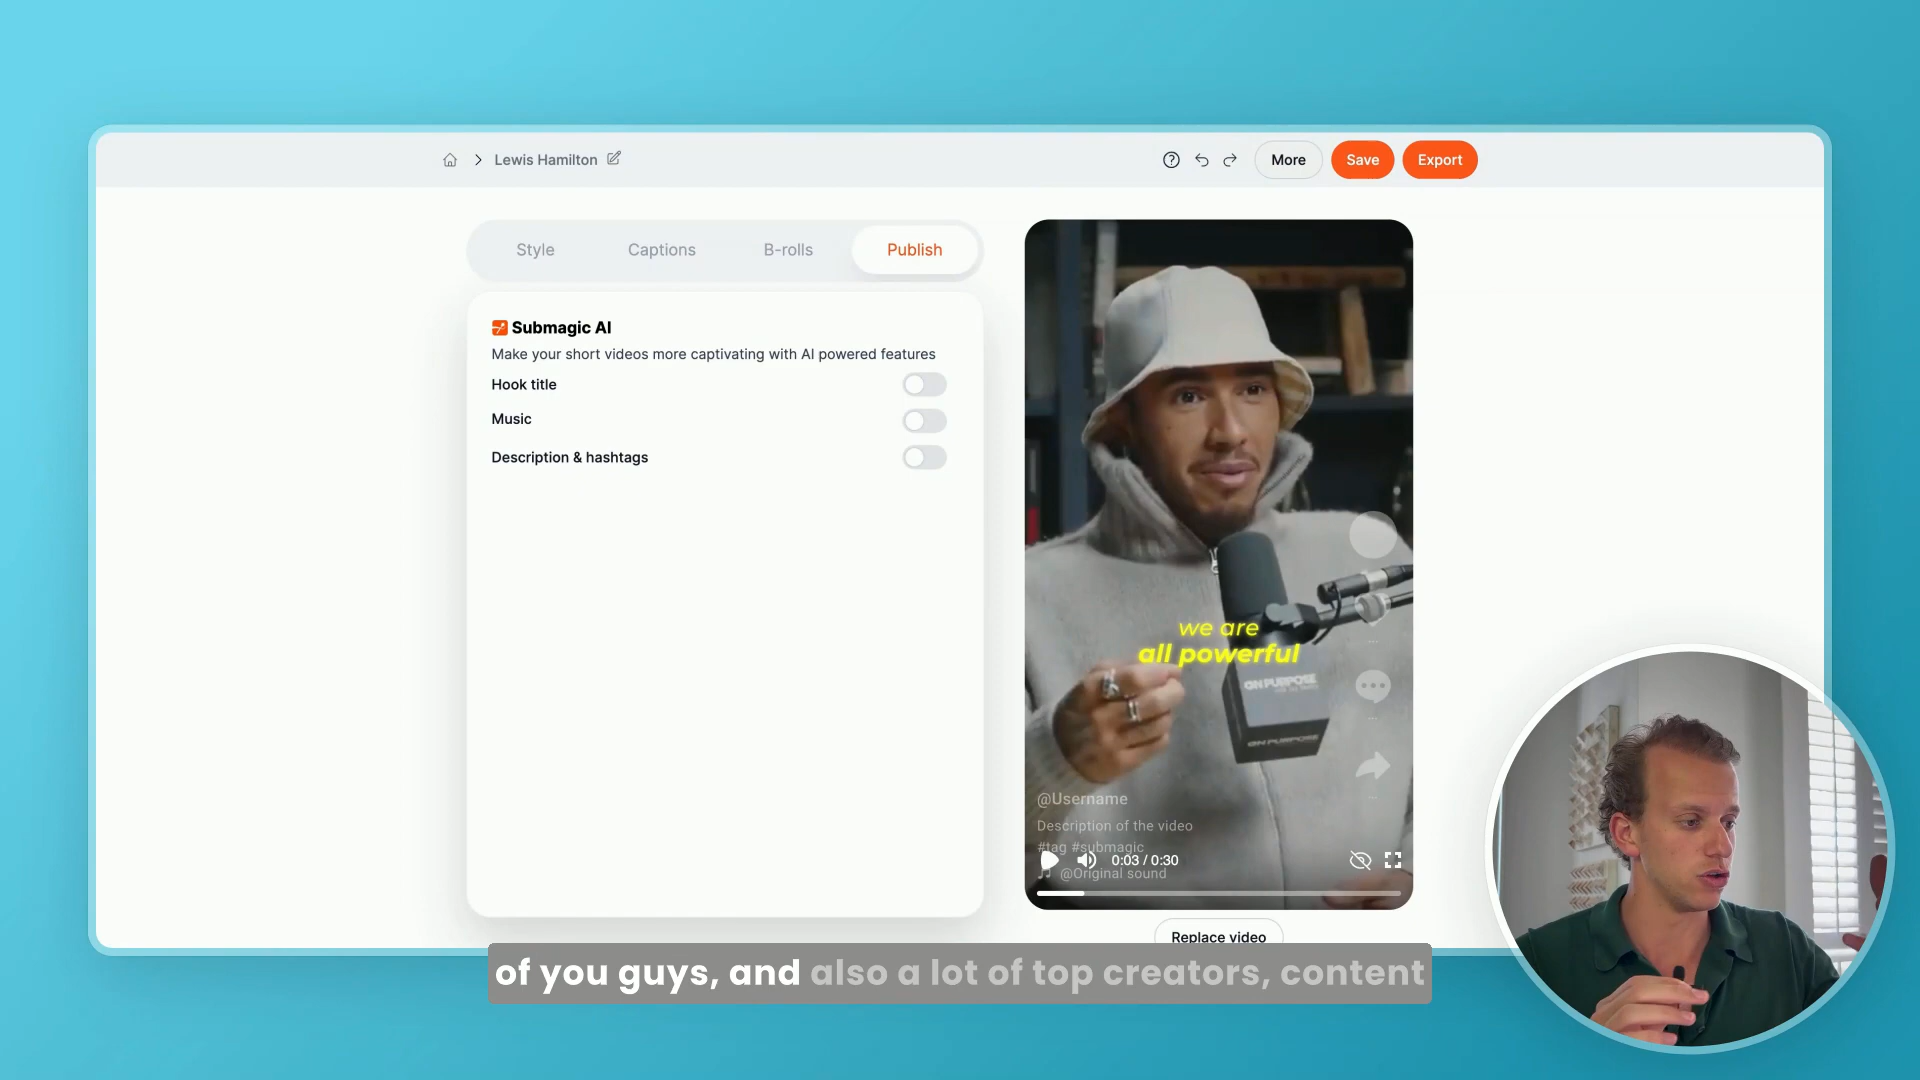 Lewis Hamilton
More
Save
Export
Style
Captions
B-rolls
Publish
Submagic AI
Make your short videos more captivating with AI powered features
Hook title
Music
Description & hashtags
we are
all powerful
ON PURPOSE
ON PURPOSE
@Username
Description of the video
#tag #submagic
0:03 / 0:30
@Original sound
Replace video
of you guys, and also a lot of top creators, content